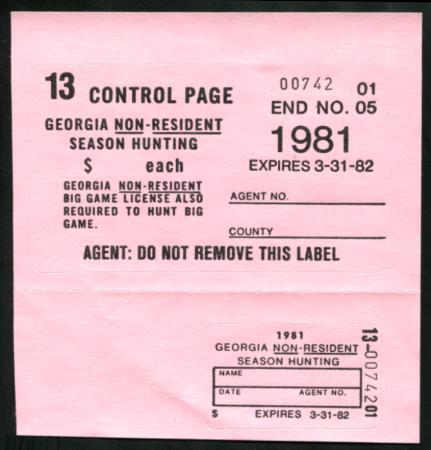 13 CONTROL PAGE
GEORGIA NON-RESIDENT
SEASON HUNTING
$ each
GEORGIA NON-RESIDENT
BIG GAME LICENSE ALSO
REQUIRED TO HUNT BIG
GAME.
00742 01
END NO. 05
1981
EXPIRES 3-31-82
AGENT NO.
COUNTY
AGENT: DO NOT REMOVE THIS LABEL
1981
GEORGIA NON-RESIDENT
SEASON HUNTING
NAME
DATE AGENT NO.
$ EXPIRES 3-31-82
13-0074201